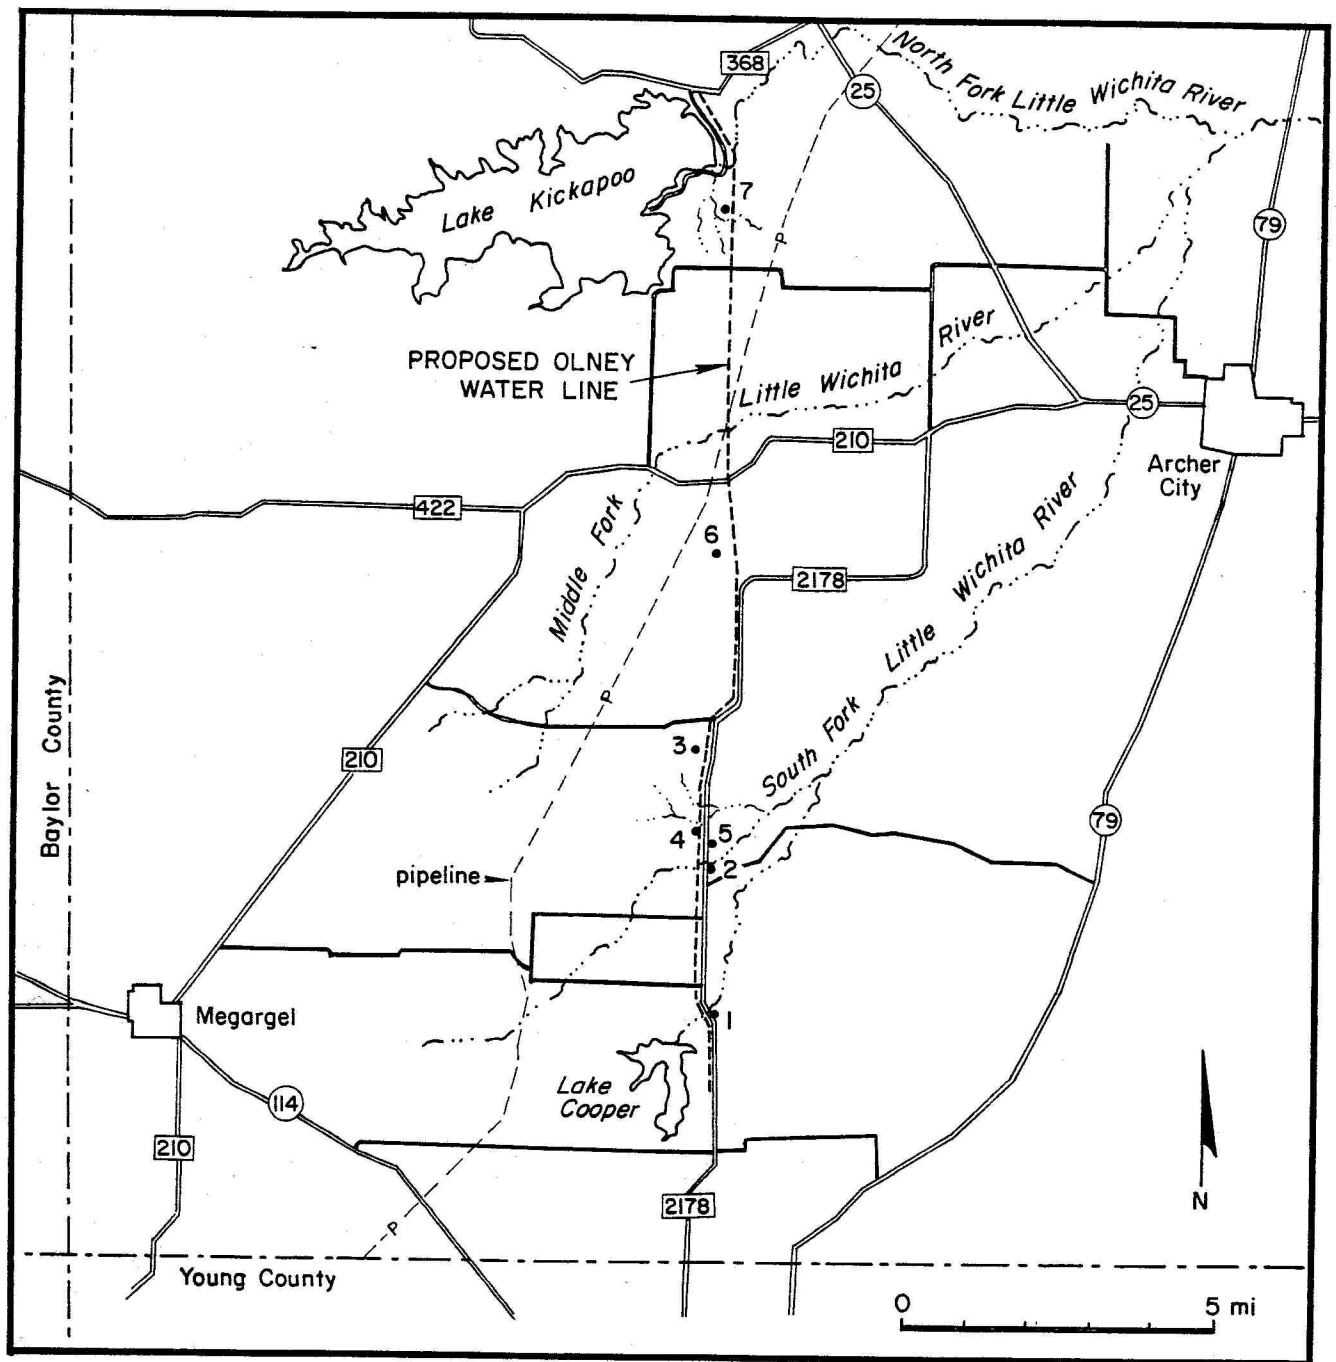 368
North Fork Little Wichita River
25
Lake Kickapoo
7
P
79
PROPOSED OLNEY
WATER LINE
Little Wichita River
25
210
Archer
City
422
Middle Fork
6
2178
South Fork Little Wichita River
Baylor County
P
3
210
79
4
5
2
pipeline
Megargel
1
Lake
Cooper
114
210
2178
P
N
Young County
0
5 mi